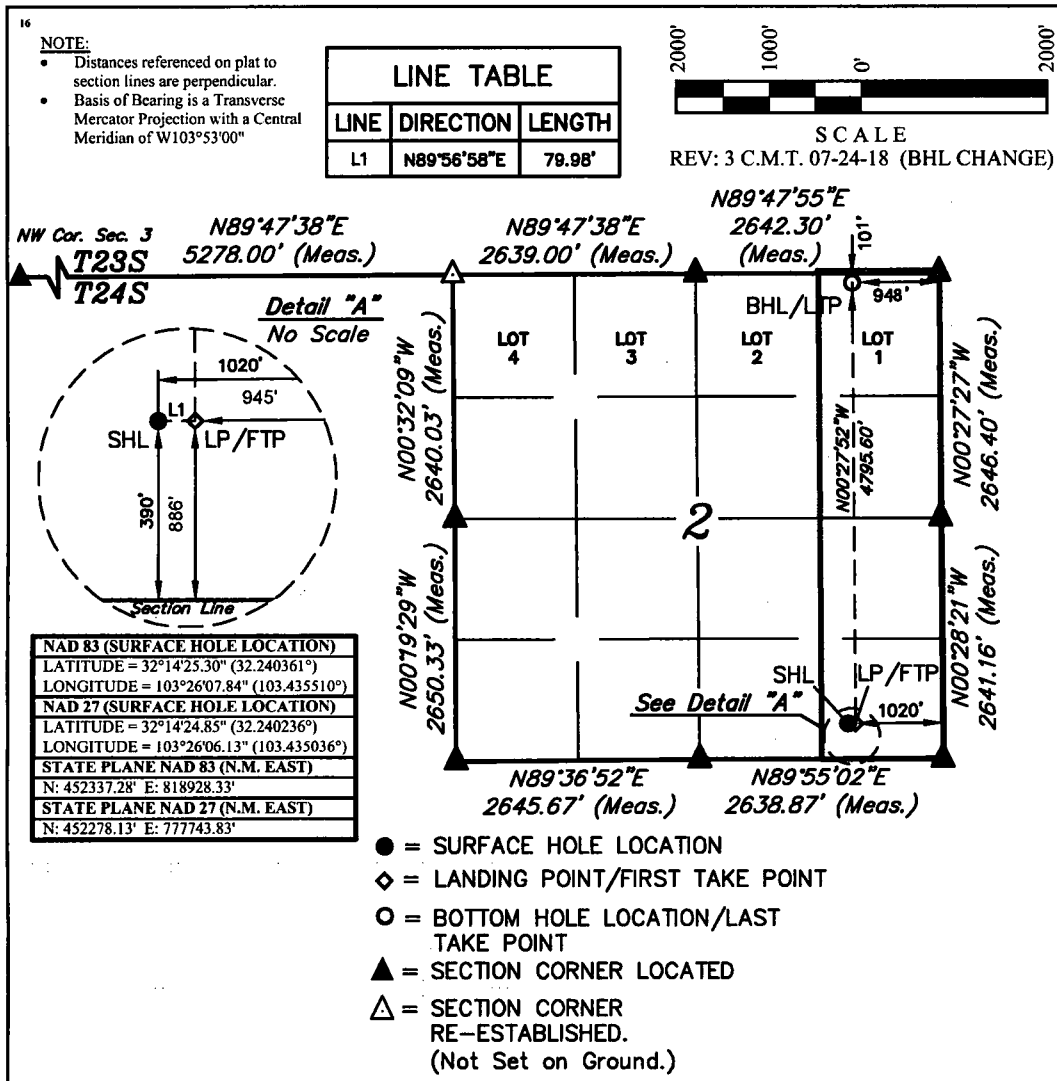 16
NOTE:
• Distances referenced on plat to
section lines are perpendicular.
• Basis of Bearing is a Transverse
Mercator Projection with a Central
Meridian of W103°53'00"
LINE TABLE
LINE DIRECTION LENGTH
L1 N89°56'58"E 79.98'
2000' 1000' 0' 2000'
SCALE
REV: 3 C.M.T. 07-24-18 (BHL CHANGE)
NW Cor. Sec. 3
T23S
T24S
N89°47'38"E
5278.00' (Meas.)
N89°47'38"E
2639.00' (Meas.)
N89°47'55"E
2642.30'
(Meas.)
101'
948'
BHL/LTP
LOT
4
LOT
3
LOT
2
LOT
1
Detail "A"
No Scale
1020'
945'
L1
SHL
LP/FTP
390'
886'
Section Line
N00°32'09"W
2640.03' (Meas.)
N00°19'29"W
2650.33' (Meas.)
2
N00°27'52"W
4795.60'
N00°27'27"W
2646.40' (Meas.)
N00°28'21"W
2641.16' (Meas.)
SHL
LP/FTP
See Detail "A"
1020'
N89°36'52"E
2645.67' (Meas.)
N89°55'02"E
2638.87' (Meas.)
NAD 83 (SURFACE HOLE LOCATION)
LATITUDE = 32°14'25.30" (32.240361°)
LONGITUDE = 103°26'07.84" (103.435510°)
NAD 27 (SURFACE HOLE LOCATION)
LATITUDE = 32°14'24.85" (32.240236°)
LONGITUDE = 103°26'06.13" (103.435036°)
STATE PLANE NAD 83 (N.M. EAST)
N: 452337.28' E: 818928.33'
STATE PLANE NAD 27 (N.M. EAST)
N: 452278.13' E: 777743.83'
● = SURFACE HOLE LOCATION
◇ = LANDING POINT/FIRST TAKE POINT
○ = BOTTOM HOLE LOCATION/LAST
TAKE POINT
▲ = SECTION CORNER LOCATED
△ = SECTION CORNER
RE-ESTABLISHED.
(Not Set on Ground.)